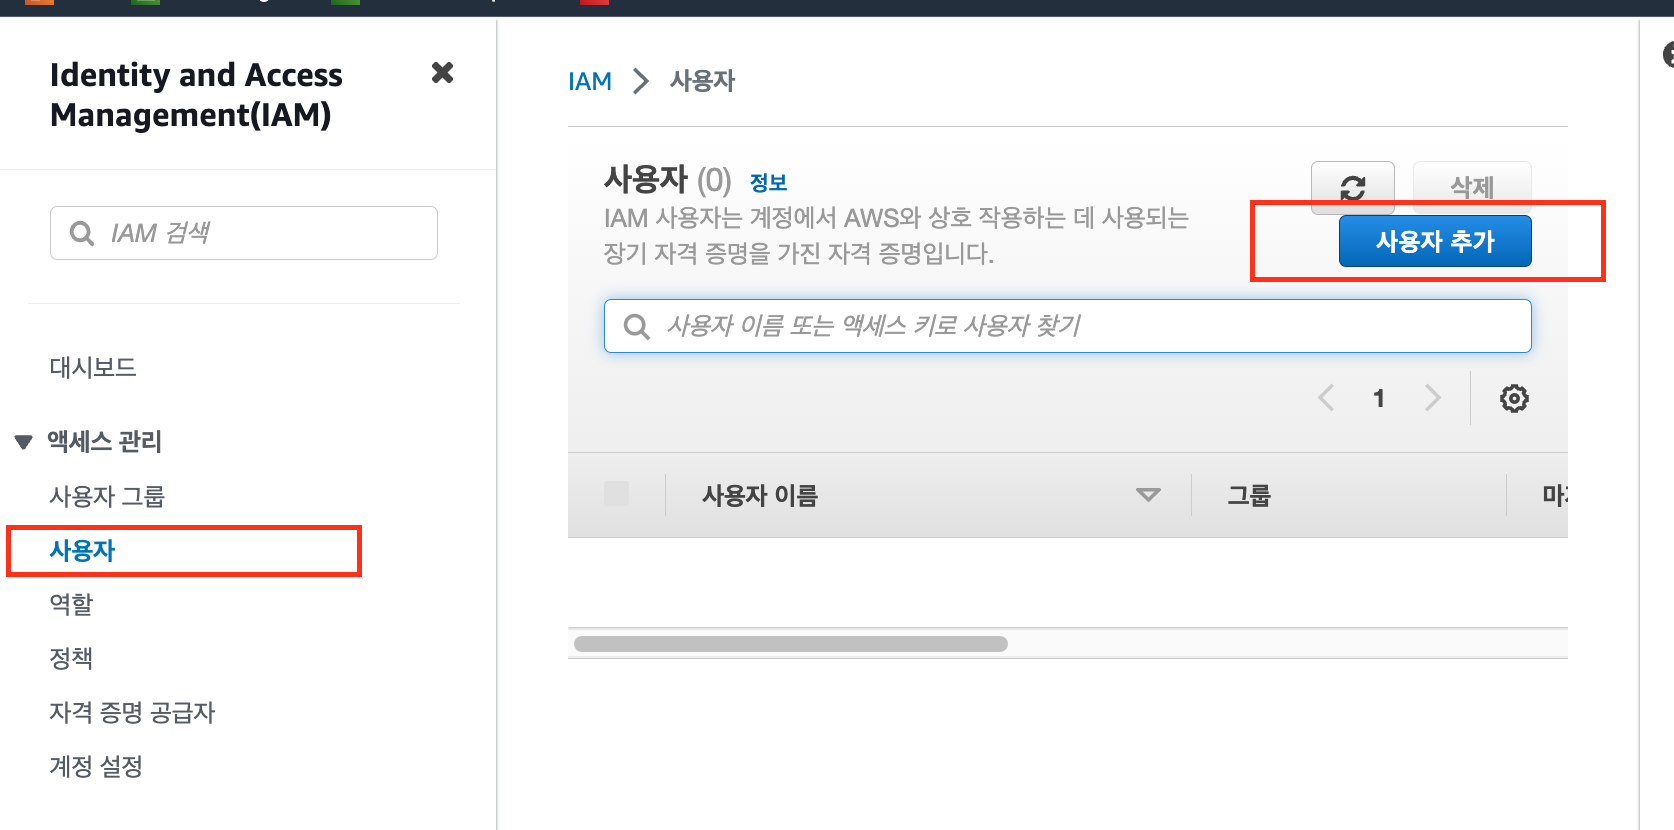 Identity and Access
Management(IAM)
IAM 검색
대시보드
액세스 관리
사용자 그룹
사용자
역할
정책
자격 증명 공급자
계정 설정
IAM > 사용자
사용자 (0) 정보
삭제
IAM 사용자는 계정에서 AWS와 상호 작용하는 데 사용되는
장기 자격 증명을 가진 자격 증명입니다.
사용자 추가
사용자 이름 또는 액세스 키로 사용자 찾기
1
사용자 이름 그룹